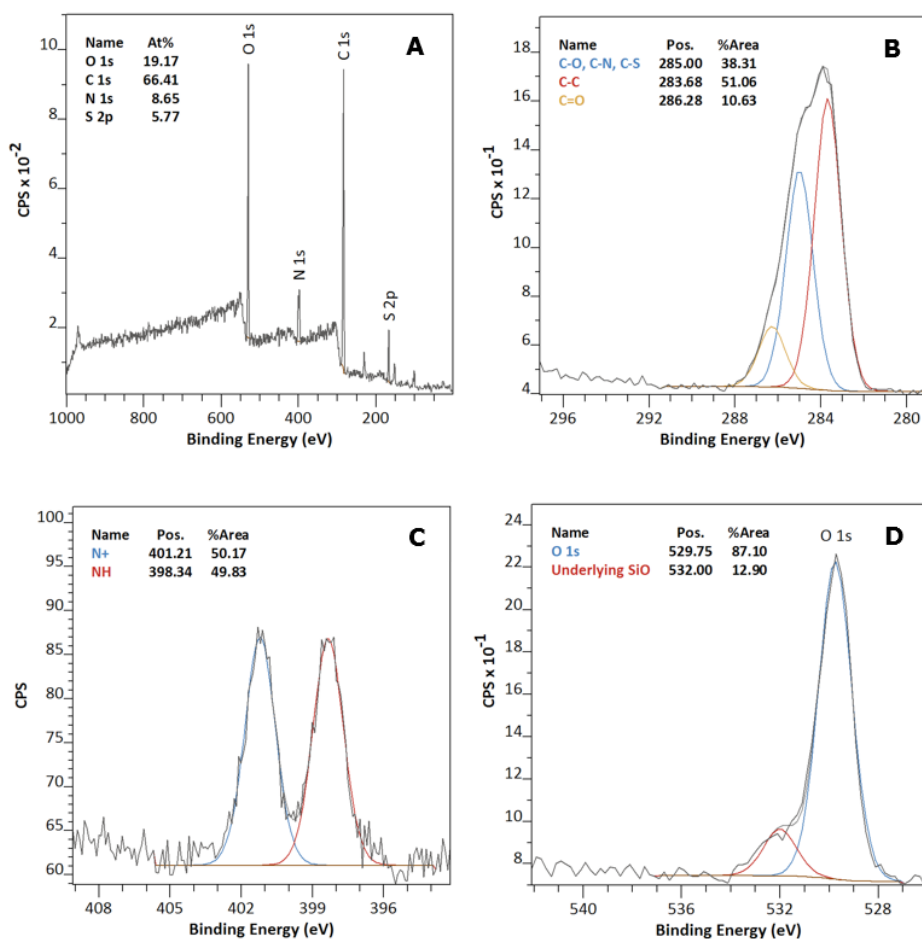 A
Name At%
O 1s 19.17
C 1s 66.41
N 1s 8.65
S 2p 5.77
O 1s
C 1s
N 1s
S 2p
10
8
6
4
2
CPS x 10⁻²
1000 800 600 400 200
Binding Energy (eV)
B
Name Pos. %Area
C-O, C-N, C-S 285.00 38.31
C-C 283.68 51.06
C=O 286.28 10.63
18
16
14
12
10
8
6
4
CPS x 10⁻¹
296 292 288 284 280
Binding Energy (eV)
C
Name Pos. %Area
N+ 401.21 50.17
NH 398.34 49.83
100
95
90
85
80
75
70
65
60
CPS
408 405 402 399 396
Binding Energy (eV)
D
Name Pos. %Area
O 1s 529.75 87.10
Underlying SiO 532.00 12.90
O 1s
24
22
20
18
16
14
12
10
8
CPS x 10⁻¹
540 536 532 528
Binding Energy (eV)